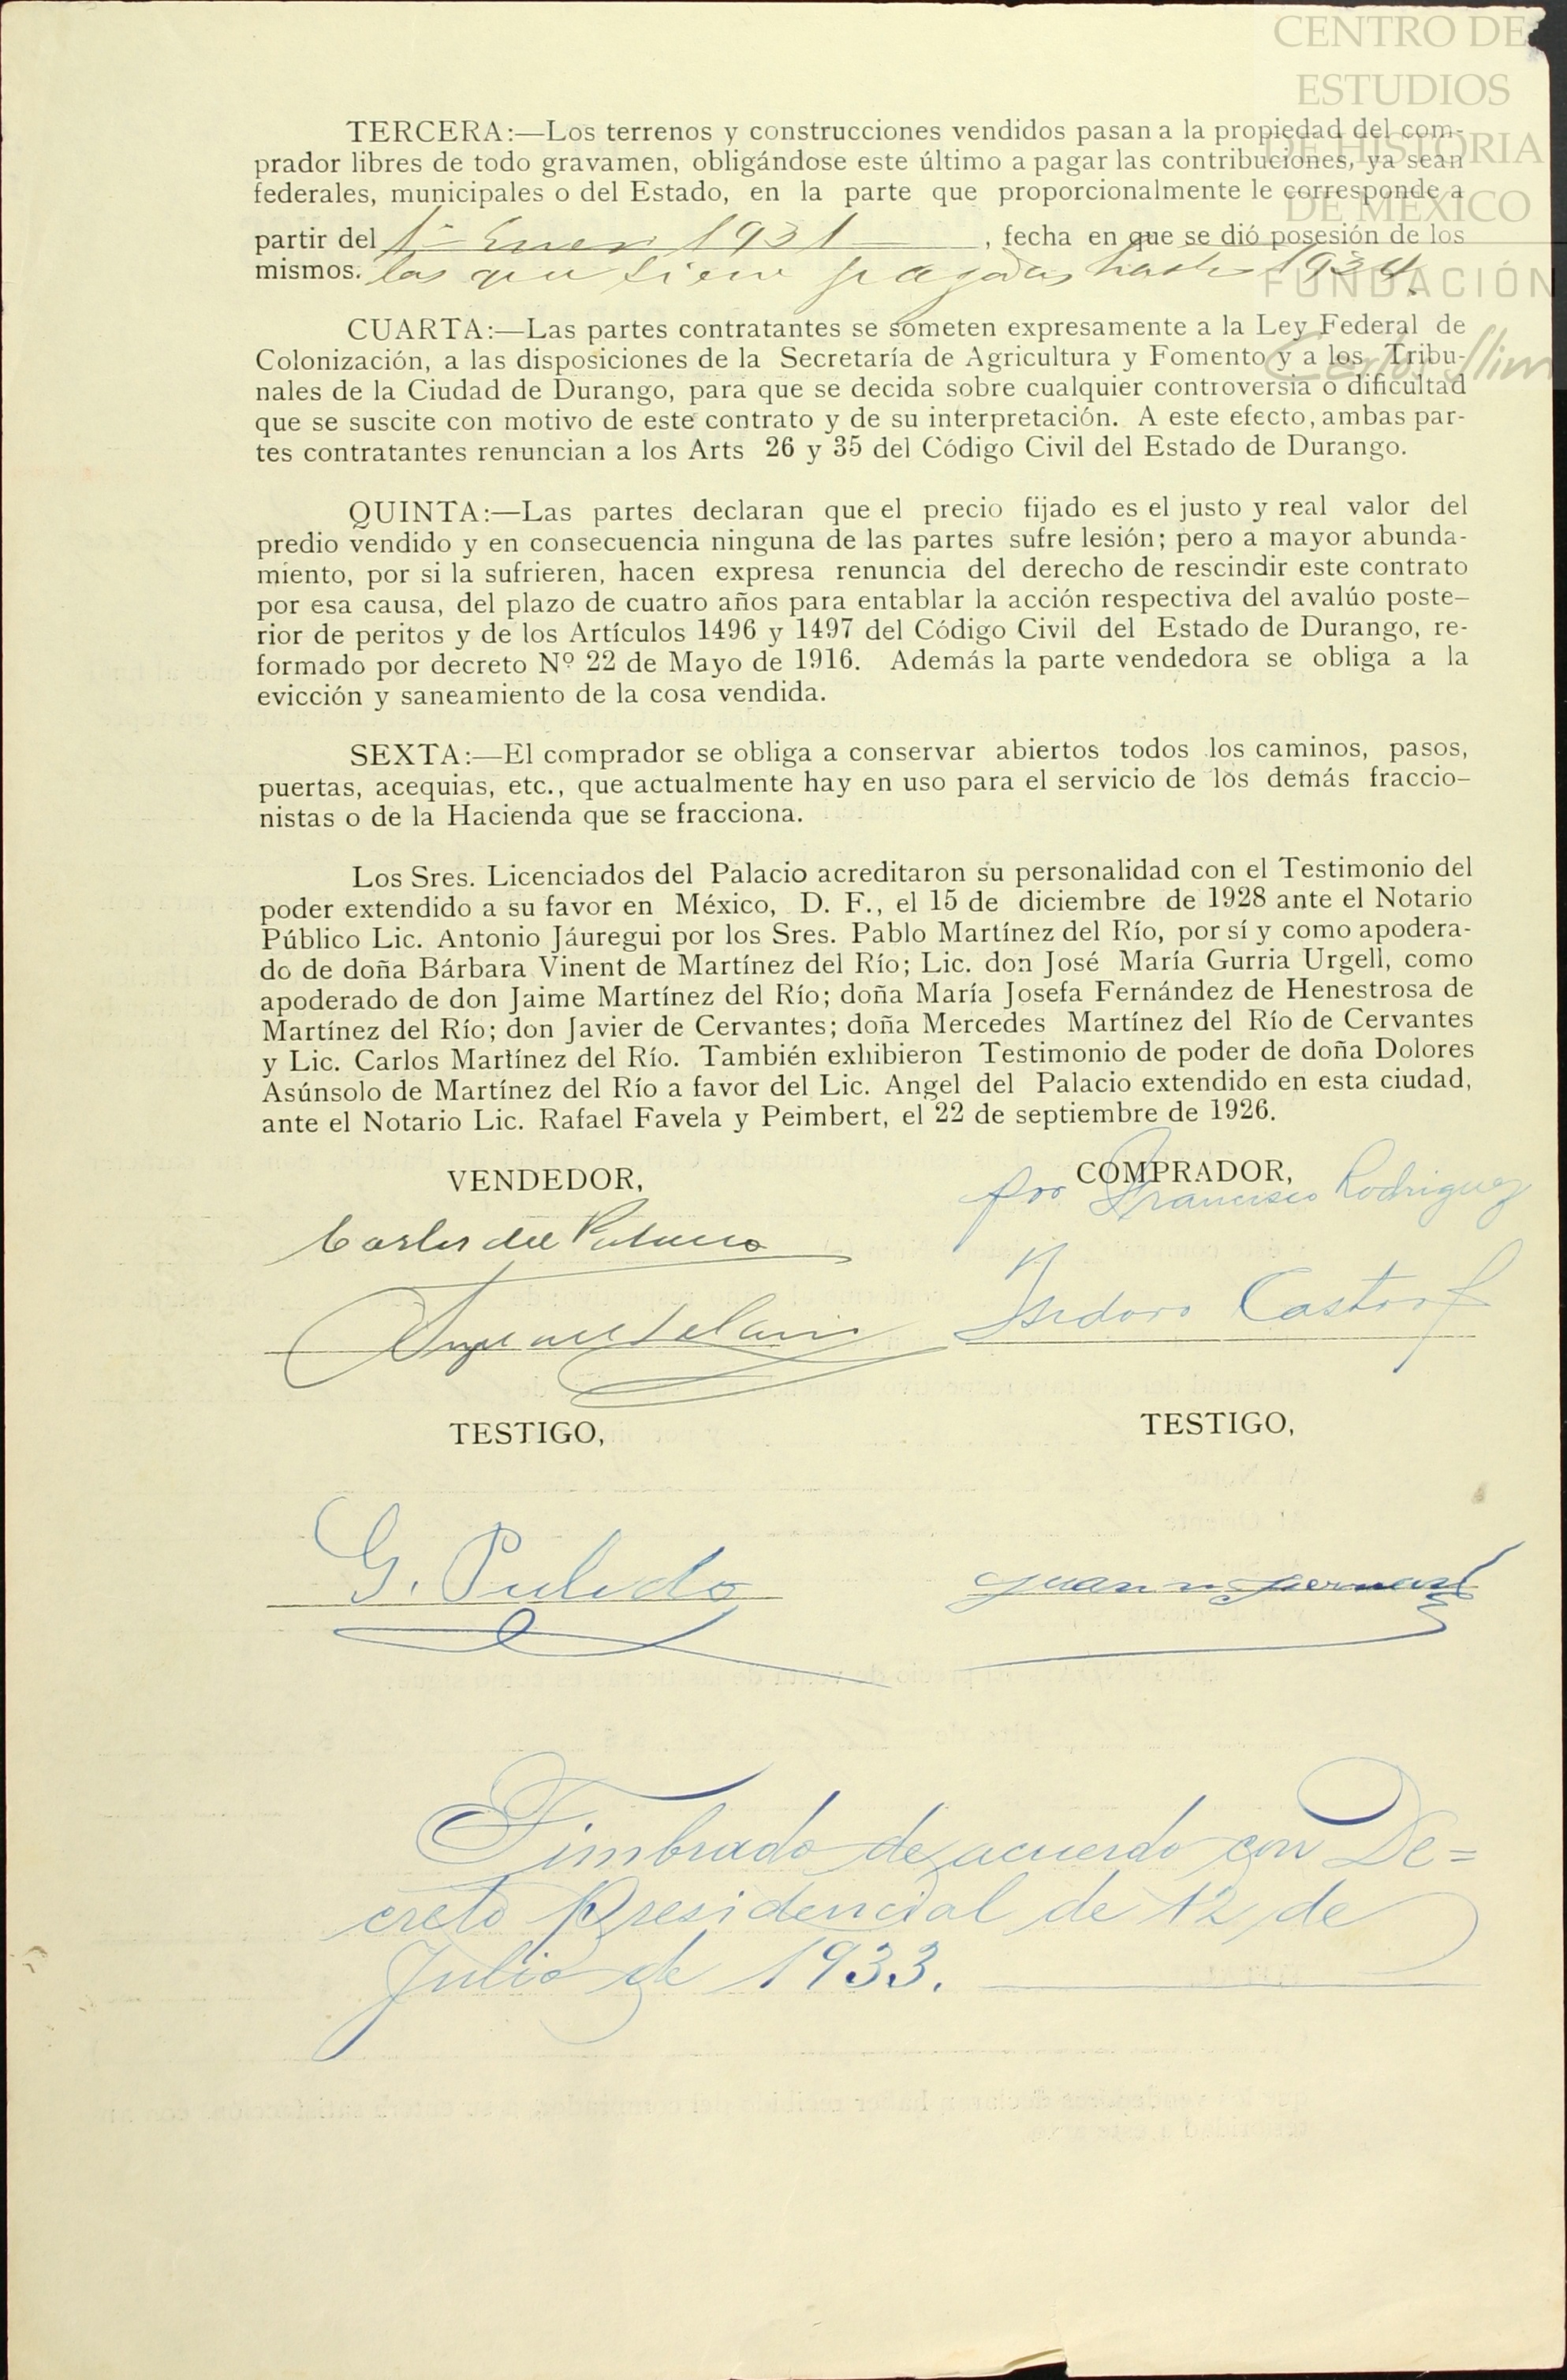 CENTRO DE
ESTUDIOS
DE HISTORIA
DE MÉXICO
FUNDACIÓN
Carlos Slim
TERCERA:—Los terrenos y construcciones vendidos pasan a la propiedad del com-
prador libres de todo gravamen, obligándose este último a pagar las contribuciones, ya sean
federales, municipales o del Estado, en la parte que proporcionalmente le corresponde a
partir del 1º Enero 1931, fecha en que se dió posesión de los
mismos. las que tiene pagadas hasta 1934.
CUARTA:—Las partes contratantes se someten expresamente a la Ley Federal de
Colonización, a las disposiciones de la Secretaría de Agricultura y Fomento y a los Tribu-
nales de la Ciudad de Durango, para que se decida sobre cualquier controversia o dificultad
que se suscite con motivo de este contrato y de su interpretación. A este efecto, ambas par-
tes contratantes renuncian a los Arts 26 y 35 del Código Civil del Estado de Durango.
QUINTA:—Las partes declaran que el precio fijado es el justo y real valor del
predio vendido y en consecuencia ninguna de las partes sufre lesión; pero a mayor abunda-
miento, por si la sufrieren, hacen expresa renuncia del derecho de rescindir este contrato
por esa causa, del plazo de cuatro años para entablar la acción respectiva del avalúo poste-
rior de peritos y de los Artículos 1496 y 1497 del Código Civil del Estado de Durango, re-
formado por decreto Nº 22 de Mayo de 1916. Además la parte vendedora se obliga a la
evicción y saneamiento de la cosa vendida.
SEXTA:—El comprador se obliga a conservar abiertos todos los caminos, pasos,
puertas, acequias, etc., que actualmente hay en uso para el servicio de los demás fraccio-
nistas o de la Hacienda que se fracciona.
Los Sres. Licenciados del Palacio acreditaron su personalidad con el Testimonio del
poder extendido a su favor en México, D. F., el 15 de diciembre de 1928 ante el Notario
Público Lic. Antonio Jáuregui por los Sres. Pablo Martínez del Río, por sí y como apodera-
do de doña Bárbara Vinent de Martínez del Río; Lic. don José María Gurria Urgell, como
apoderado de don Jaime Martínez del Río; doña María Josefa Fernández de Henestrosa de
Martínez del Río; don Javier de Cervantes; doña Mercedes Martínez del Río de Cervantes
y Lic. Carlos Martínez del Río. También exhibieron Testimonio de poder de doña Dolores
Asúnsolo de Martínez del Río a favor del Lic. Angel del Palacio extendido en esta ciudad,
ante el Notario Lic. Rafael Favela y Peimbert, el 22 de septiembre de 1926.
VENDEDOR, COMPRADOR,
por Francisco Rodriguez
Carlos del Palacio
Angel del Palacio Isidoro Castro
TESTIGO, TESTIGO,
G. Pulido Juan
Timbrado de acuerdo con De=
creto Presidencial de 12 de
Julio de 1933.